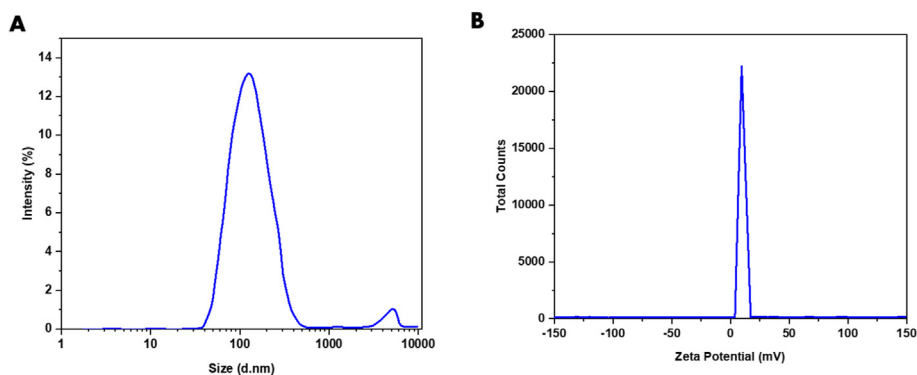 A
14
12
10
8
6
4
2
0
Intensity (%)
1 10 100 1000 10000
Size (d.nm)
B
25000
20000
15000
10000
5000
0
Total Counts
-150 -100 -50 0 50 100 150
Zeta Potential (mV)